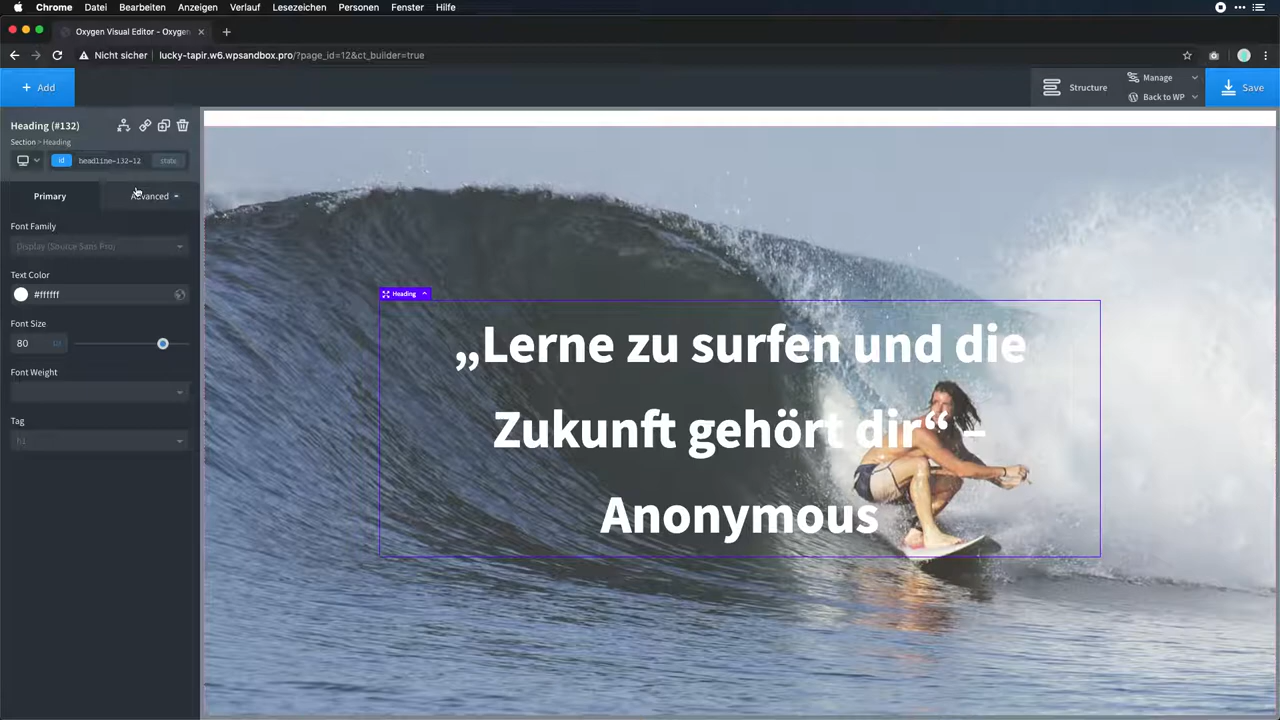 Chrome Datei Bearbeiten Anzeigen Verlauf Lesezeichen Personen Fenster Hilfe
Oxygen Visual Editor - Oxygen
Nicht sicher lucky-tapir.w6.wpsandbox.pro/?page_id=12&ct_builder=true
+ Add
Structure
Manage
Back to WP
Save
Heading (#132)
Section > Heading
id headline-132-12 state
Primary Advanced
Font Family
Display (Source Sans Pro)
Text Color
#ffffff
Font Size
80 px
Font Weight
Tag
h1
Heading
„Lerne zu surfen und die
Zukunft gehört dir“ –
Anonymous